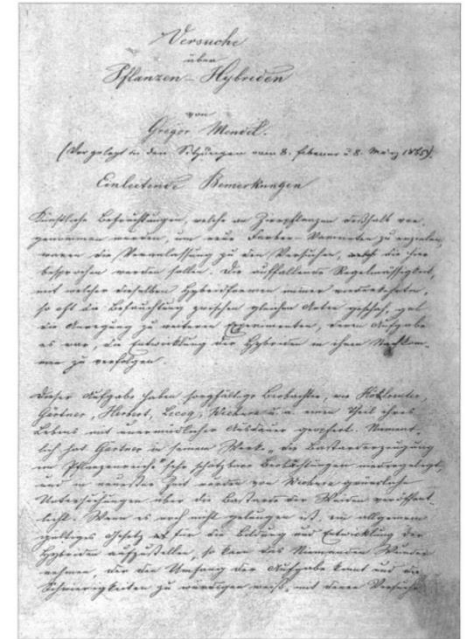 Versuche
über
Pflanzen-Hybriden
von
Gregor Mendel.
(Vorgelegt in den Sitzungen vom 8. Februar u 8. März 1865).
Einleitende Bemerkungen
Künstliche Befruchtungen, welche an Zierpflanzen deßhalb vor-
genommen wurden, um neue Farben-Varianten zu erzielen,
waren die Veranlassung zu den Versuchen, die hier
besprochen werden sollen. Die auffallende Regelmäßigkeit,
mit welcher dieselben Hybridformen immer wiederkehrten,
so oft die Befruchtung zwischen gleichen Arten geschah, gab
die Anregung zu weiteren Experimenten, deren Aufgabe
es war, die Entwicklung der Hybriden in ihren Nachkom-
men zu verfolgen.
Dieser Aufgabe haben sorgfältige Beobachter, wie Kölreuter,
Gärtner, Herbert, Lecoq, Wichura u. a. einen Theil ihres
Lebens mit unermüdlicher Ausdauer geopfert. Nament-
lich hat Gärtner in seinem Werke die Bastarderzeugung
im Pflanzenreiche sehr schätzbare Beobachtungen niedergelegt,
und in neuester Zeit wurden von Wichura gründliche
Untersuchungen über die Bastarde der Weiden veröffent-
licht. Wenn es noch nicht gelungen ist, ein allgemein
gültiges Gesetz für die Bildung und Entwicklung der
Hybriden aufzustellen, so kann das Niemanden Wunder
nehmen, der den Umfang der Aufgabe kennt und die
Schwierigkeiten zu würdigen weiß, mit denen Versuche